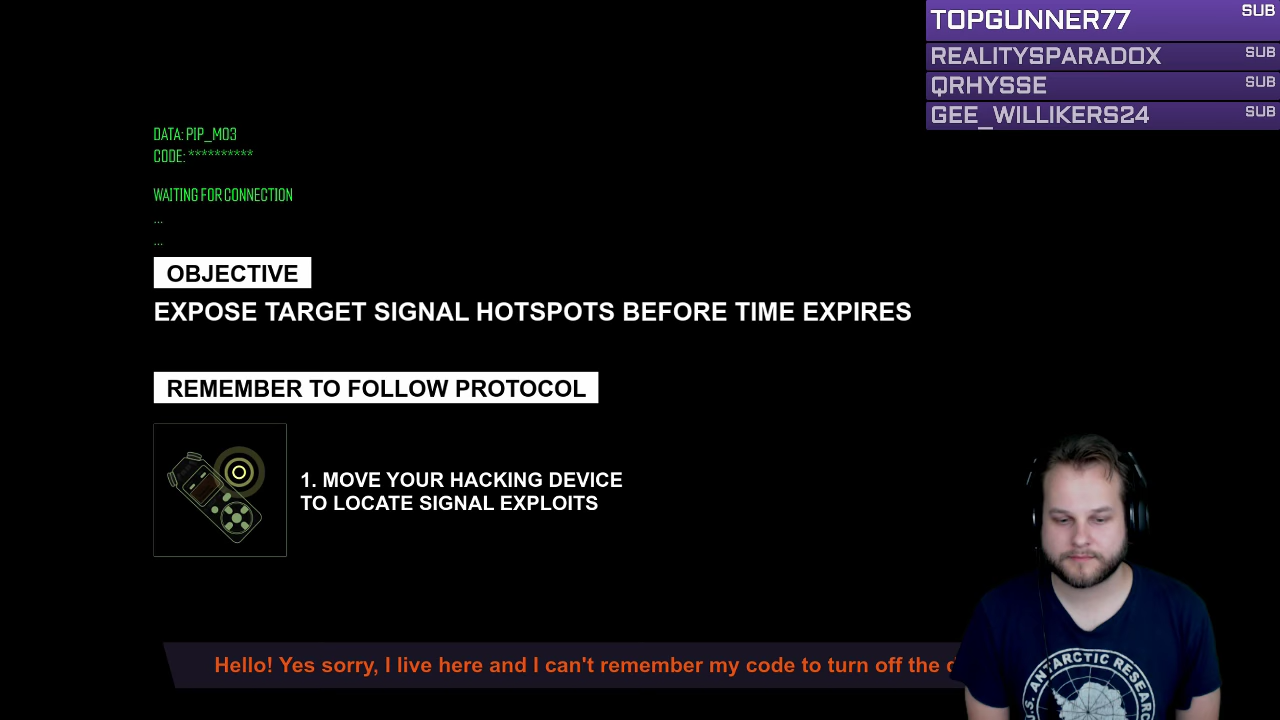 TOPGUNNER77 SUB
REALITYSPARADOX SUB
QRHYSSE SUB
GEE_WILLIKERS24 SUB
DATA: PIP_M03
CODE: **********
WAITING FOR CONNECTION
...
...
OBJECTIVE
EXPOSE TARGET SIGNAL HOTSPOTS BEFORE TIME EXPIRES
REMEMBER TO FOLLOW PROTOCOL
1. MOVE YOUR HACKING DEVICE
TO LOCATE SIGNAL EXPLOITS
Hello! Yes sorry, I live here and I can't remember my code to turn off the
U.S. ANTARCTIC RESEARCH